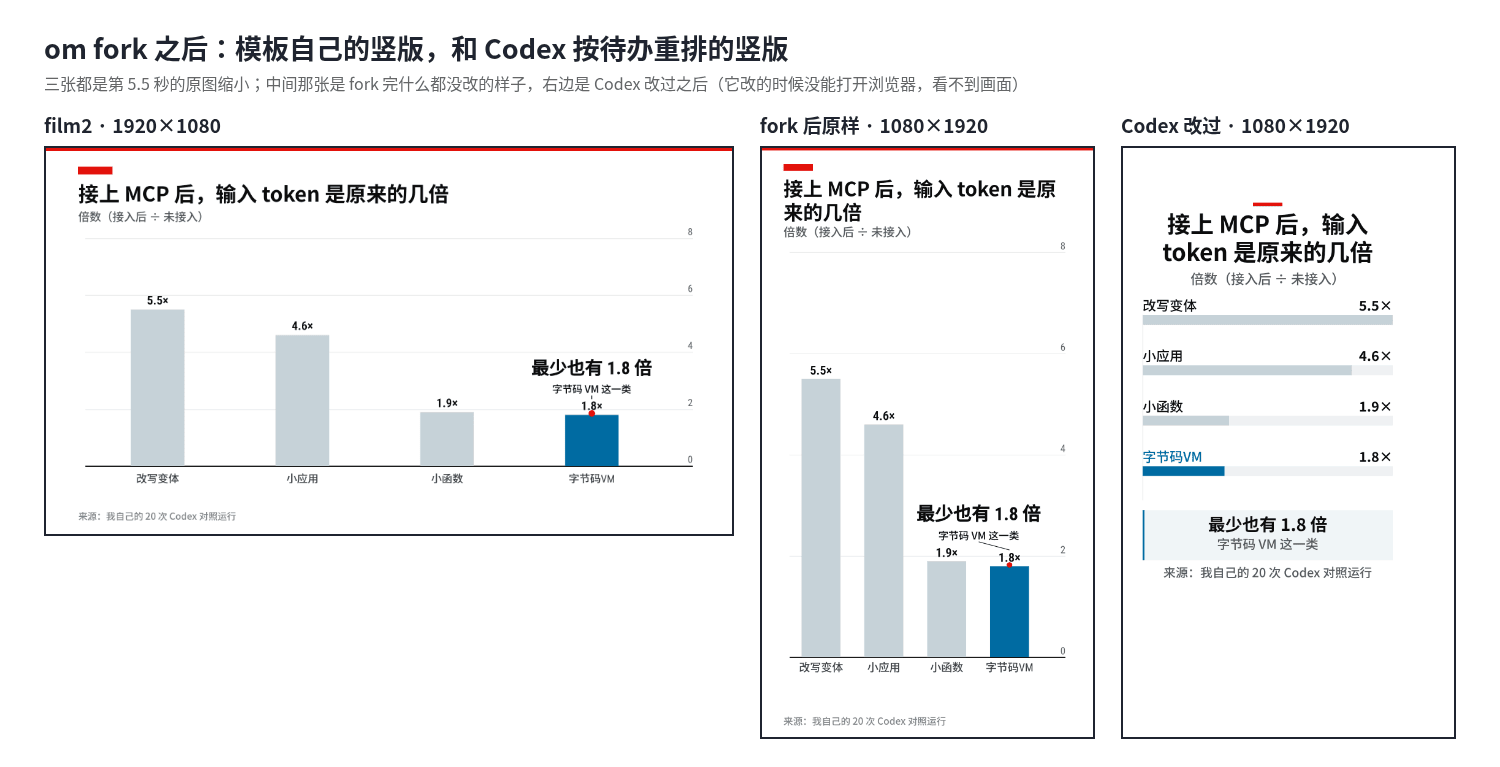 om fork 之后：模板自己的竖版，和 Codex 按待办重排的竖版
三张都是第 5.5 秒的原图缩小；中间那张是 fork 完什么都没改的样子，右边是 Codex 改过之后（它改的时候没能打开浏览器，看不到画面）
film2 · 1920×1080
接上 MCP 后，输入 token 是原来的几倍
倍数（接入后 ÷ 未接入）
8
6
4
2
0
5.5×
4.6×
1.9×
最少也有 1.8 倍
字节码 VM 这一类
1.8×
改写变体
小应用
小函数
字节码VM
来源：我自己的 20 次 Codex 对照运行
fork 后原样 · 1080×1920
接上 MCP 后，输入 token 是原
来的几倍
倍数（接入后 ÷ 未接入）
8
6
4
2
0
5.5×
4.6×
最少也有 1.8 倍
字节码 VM 这一类
1.9×
1.8×
改写变体
小应用
小函数
字节码VM
来源：我自己的 20 次 Codex 对照运行
Codex 改过 · 1080×1920
接上 MCP 后，输入
token 是原来的几倍
倍数（接入后 ÷ 未接入）
改写变体 5.5×
小应用 4.6×
小函数 1.9×
字节码VM 1.8×
最少也有 1.8 倍
字节码 VM 这一类
来源：我自己的 20 次 Codex 对照运行